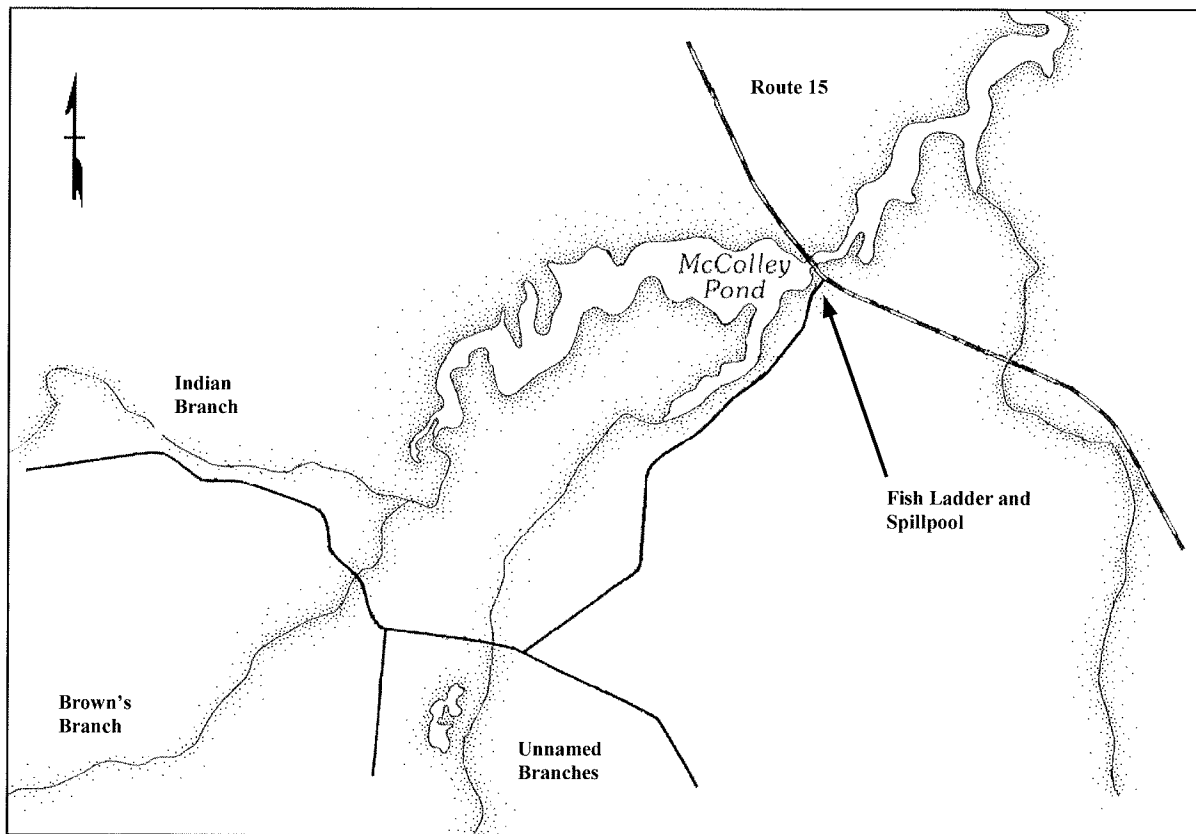 Route 15
McColley
Pond
Indian
Branch
Fish Ladder and
Spillpool
Brown's
Branch
Unnamed
Branches